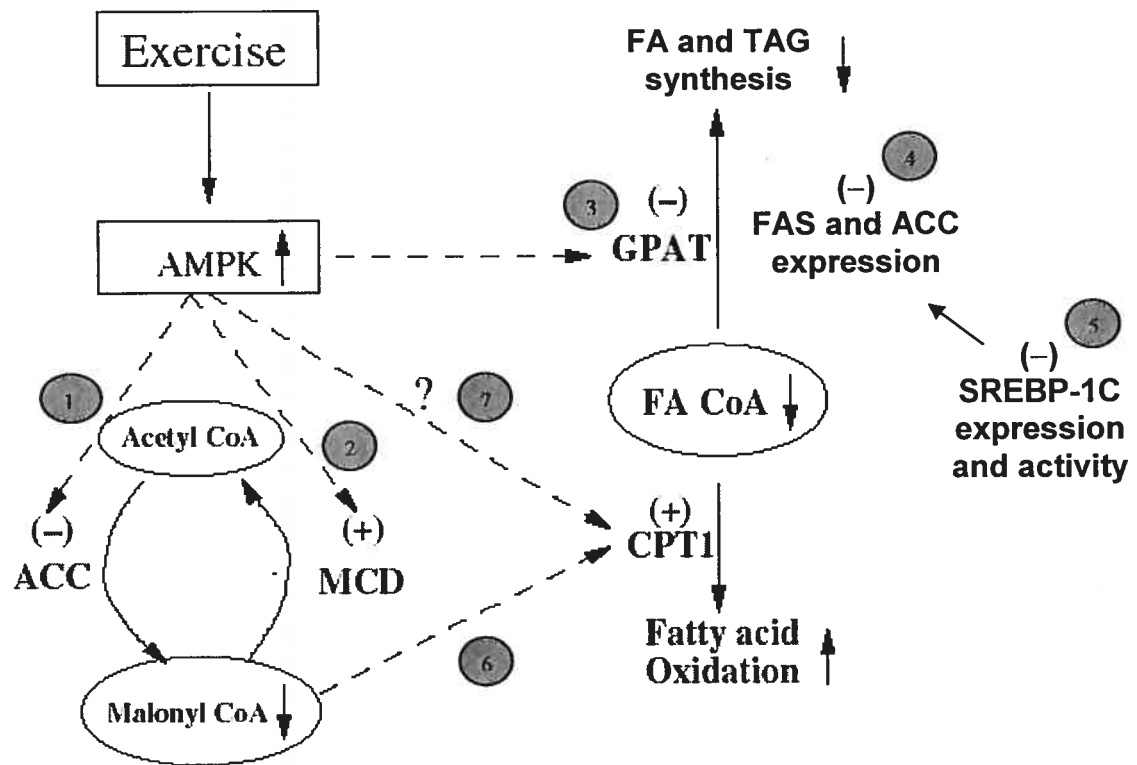 Exercise
AMPK
1
Acetyl CoA
2
(–)
ACC
(+)
MCD
Malonyl CoA
?
7
6
3
(–)
GPAT
FA and TAG
synthesis
4
(–)
FAS and ACC
expression
5
(–)
SREBP-1C
expression
and activity
FA CoA
(+)
CPT1
Fatty acid
Oxidation